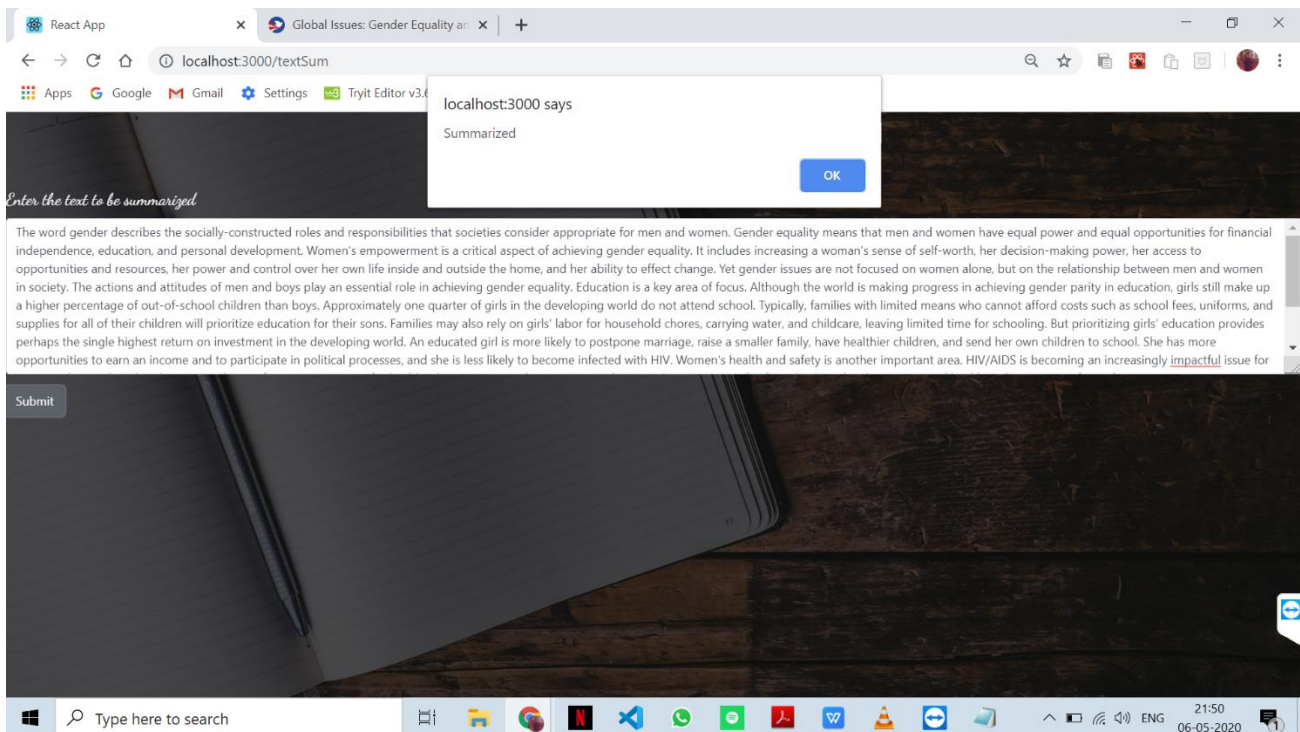 React App
Global Issues: Gender Equality an
localhost:3000/textSum
Apps
Google
Gmail
Settings
Tryit Editor v3.6
localhost:3000 says
Summarized
OK
Enter the text to be summarized
The word gender describes the socially-constructed roles and responsibilities that societies consider appropriate for men and women. Gender equality means that men and women have equal power and equal opportunities for financial
independence, education, and personal development. Women's empowerment is a critical aspect of achieving gender equality. It includes increasing a woman's sense of self-worth, her decision-making power, her access to
opportunities and resources, her power and control over her own life inside and outside the home, and her ability to effect change. Yet gender issues are not focused on women alone, but on the relationship between men and women
in society. The actions and attitudes of men and boys play an essential role in achieving gender equality. Education is a key area of focus. Although the world is making progress in achieving gender parity in education, girls still make up
a higher percentage of out-of-school children than boys. Approximately one quarter of girls in the developing world do not attend school. Typically, families with limited means who cannot afford costs such as school fees, uniforms, and
supplies for all of their children will prioritize education for their sons. Families may also rely on girls' labor for household chores, carrying water, and childcare, leaving limited time for schooling. But prioritizing girls' education provides
perhaps the single highest return on investment in the developing world. An educated girl is more likely to postpone marriage, raise a smaller family, have healthier children, and send her own children to school. She has more
opportunities to earn an income and to participate in political processes, and she is less likely to become infected with HIV. Women's health and safety is another important area. HIV/AIDS is becoming an increasingly impactful issue for
Submit
Type here to search
ENG
21:50
06-05-2020